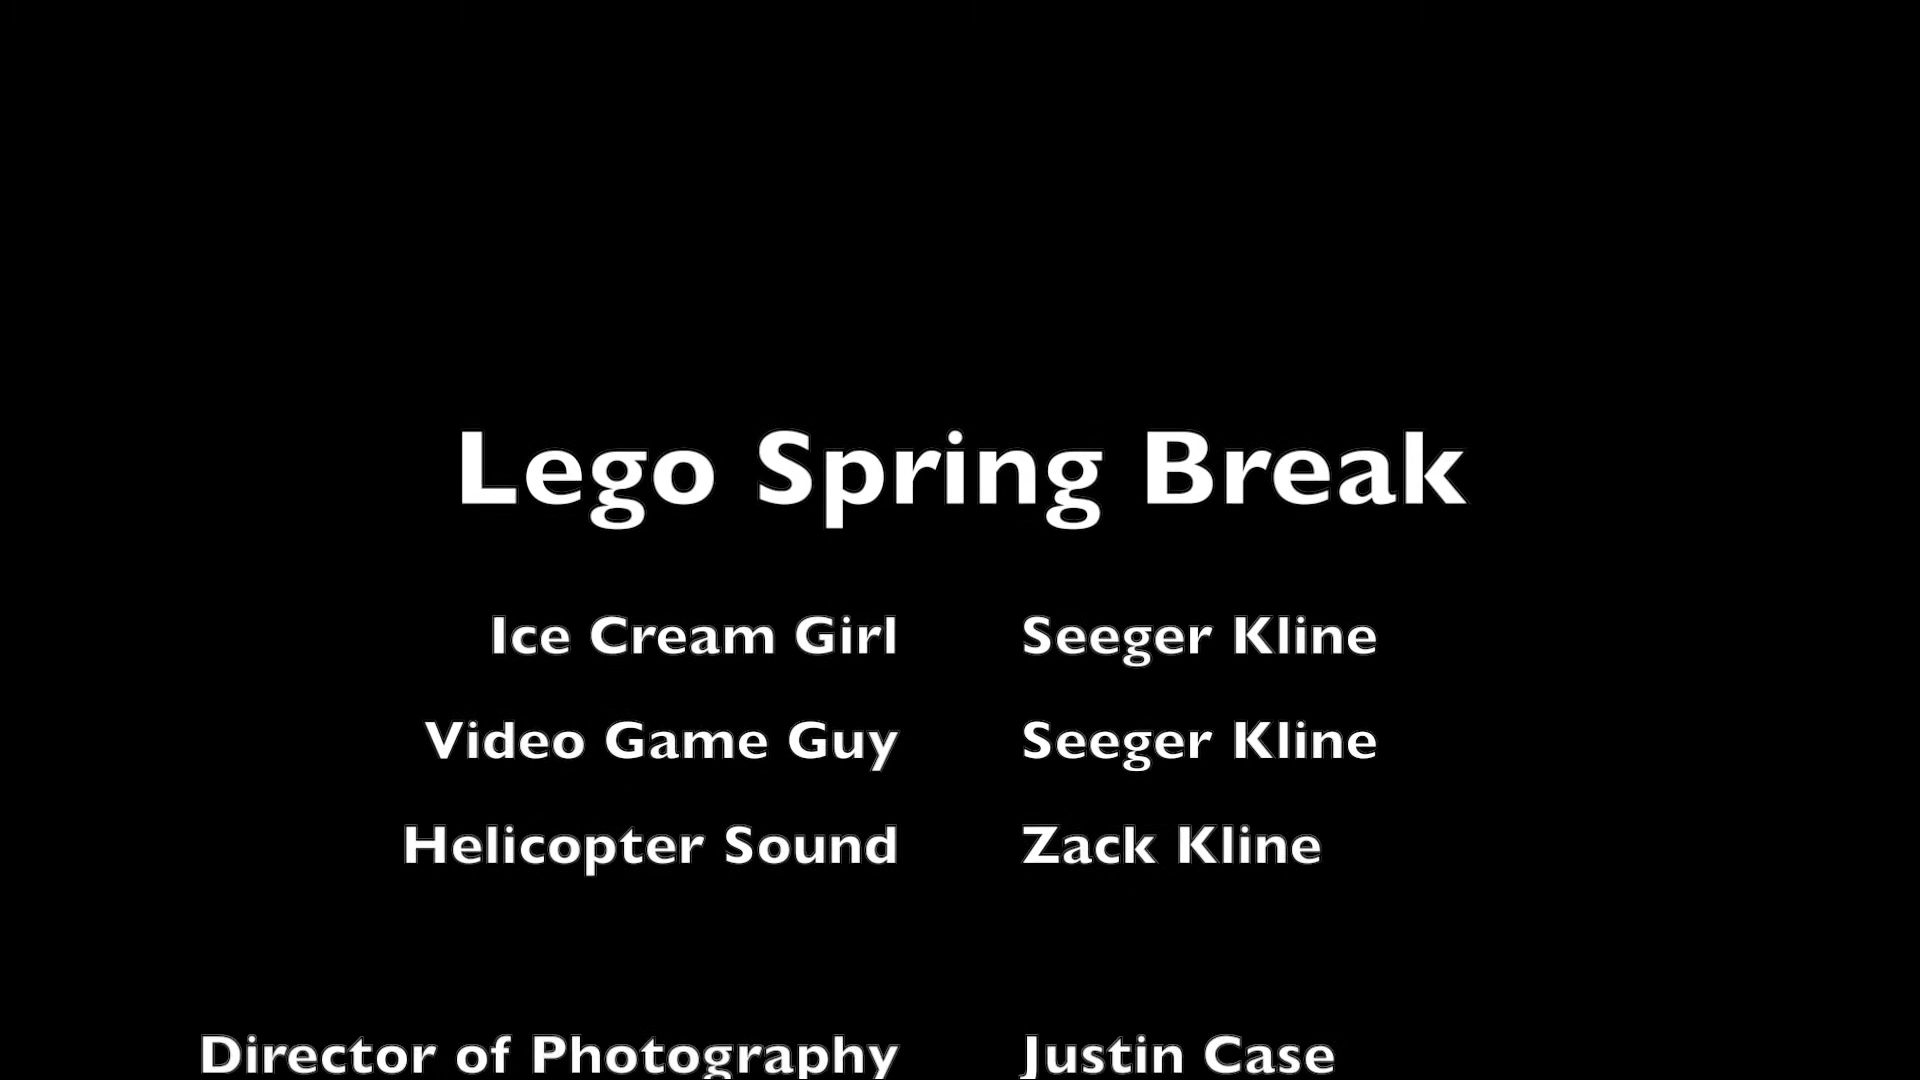 Lego Spring Break
Ice Cream Girl Seeger Kline
Video Game Guy Seeger Kline
Helicopter Sound Zack Kline
Director of Photography Justin Case